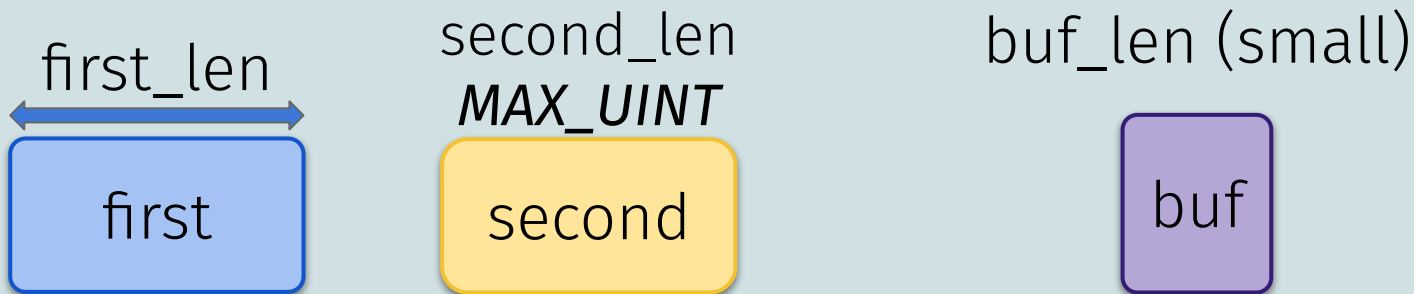 first_len
second_len
MAX_UINT
buf_len (small)
first
second
buf